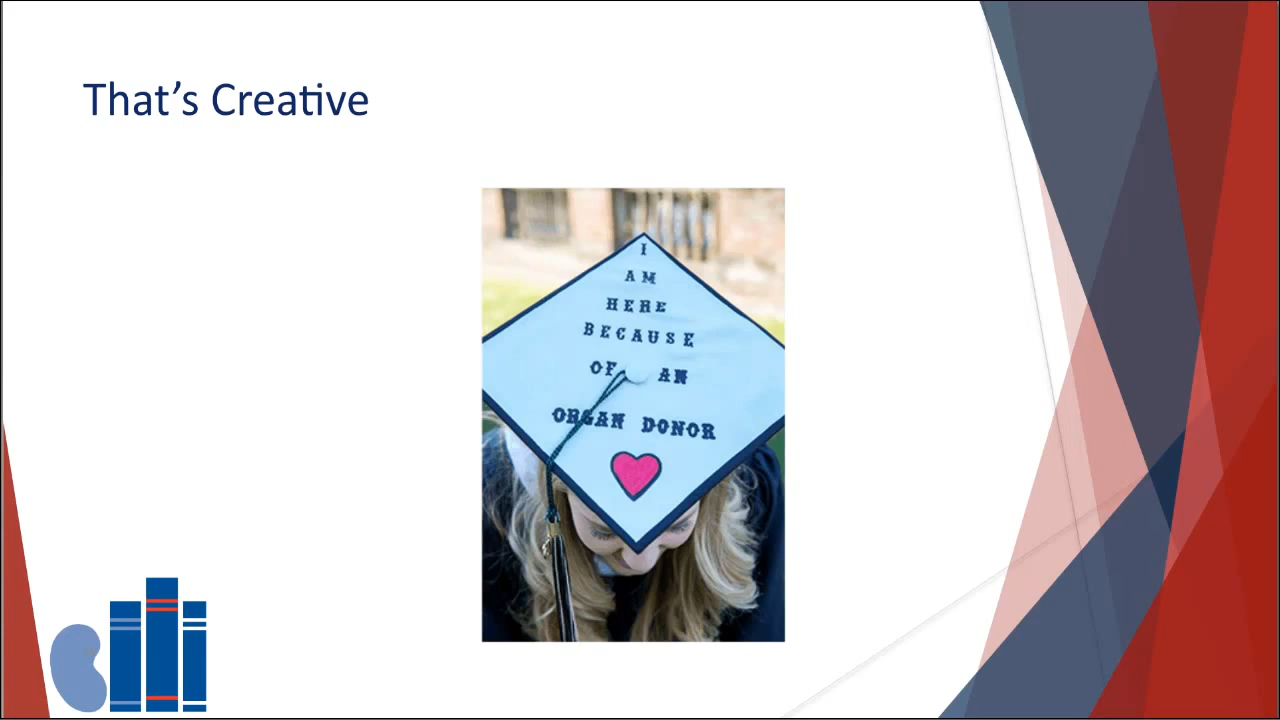 That's Creative
I
AM
HERE
BECAUSE
OF AN
ORGAN DONOR